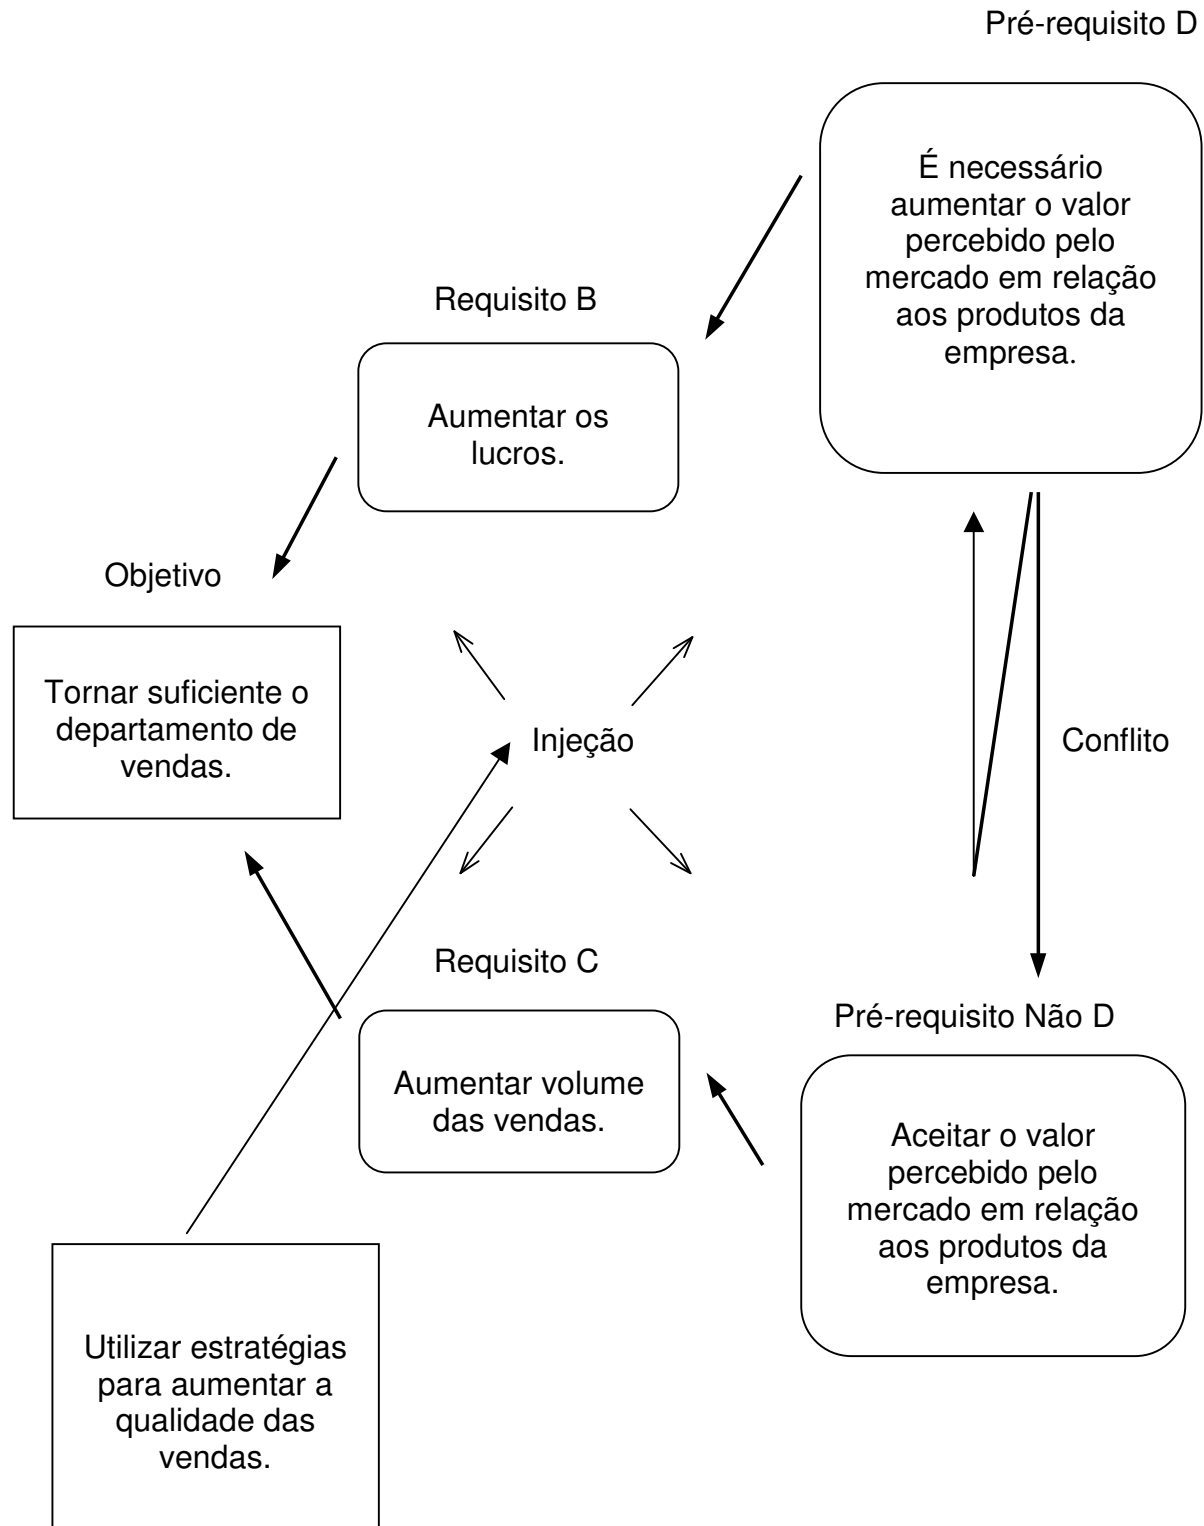 Pré-requisito D
É necessário
aumentar o valor
percebido pelo
mercado em relação
aos produtos da
empresa.
Requisito B
Aumentar os
lucros.
Objetivo
Tornar suficiente o
departamento de
vendas.
Injeção
Conflito
Requisito C
Aumentar volume
das vendas.
Pré-requisito Não D
Aceitar o valor
percebido pelo
mercado em relação
aos produtos da
empresa.
Utilizar estratégias
para aumentar a
qualidade das
vendas.